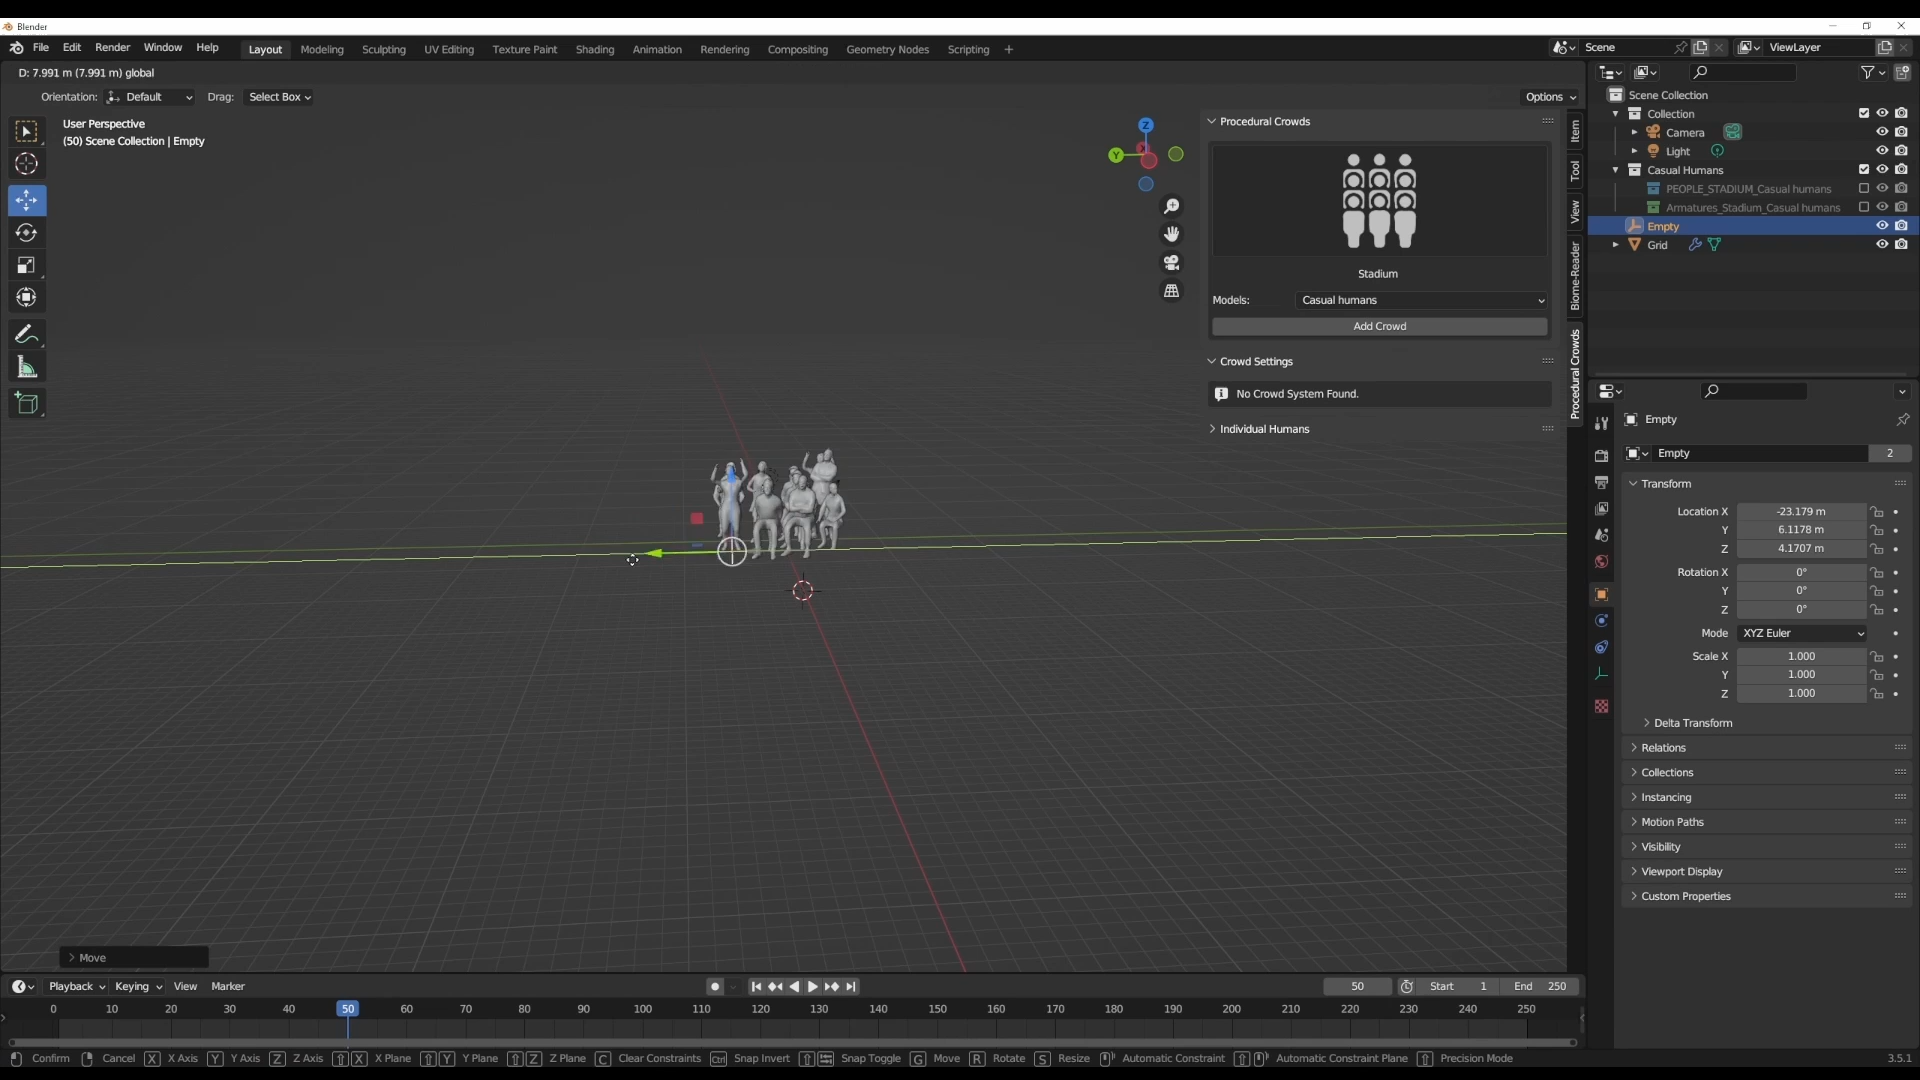 Blender
File Edit Render Window Help
Layout Modeling Sculpting UV Editing Texture Paint Shading Animation Rendering Compositing Geometry Nodes Scripting +
Scene
ViewLayer
D: 7.991 m (7.991 m) global
Orientation: Default Drag: Select Box
Options
User Perspective
(50) Scene Collection | Empty
Z
Y
X
Procedural Crowds
Stadium
Models: Casual humans
Add Crowd
Crowd Settings
No Crowd System Found.
Individual Humans
Item
Tool
View
Biome-Reader
Procedural Crowds
Scene Collection
Collection
Camera
Light
Casual Humans
PEOPLE_STADIUM_Casual humans
Armatures_Stadium_Casual humans
Empty
Grid
Empty
Empty 2
Transform
Location X -23.179 m
Y 6.1178 m
Z 4.1707 m
Rotation X 0°
Y 0°
Z 0°
Mode XYZ Euler
Scale X 1.000
Y 1.000
Z 1.000
Delta Transform
Relations
Collections
Instancing
Motion Paths
Visibility
Viewport Display
Custom Properties
Move
Playback Keying View Marker
50 Start 1 End 250
0 10 20 30 40 50 60 70 80 90 100 110 120 130 140 150 160 170 180 190 200 210 220 230 240 250
Confirm Cancel X X Axis Y Y Axis Z Z Axis X X Plane Y Y Plane Z Z Plane C Clear Constraints Ctrl Snap Invert Snap Toggle G Move R Rotate S Resize Automatic Constraint Automatic Constraint Plane Precision Mode
3.5.1